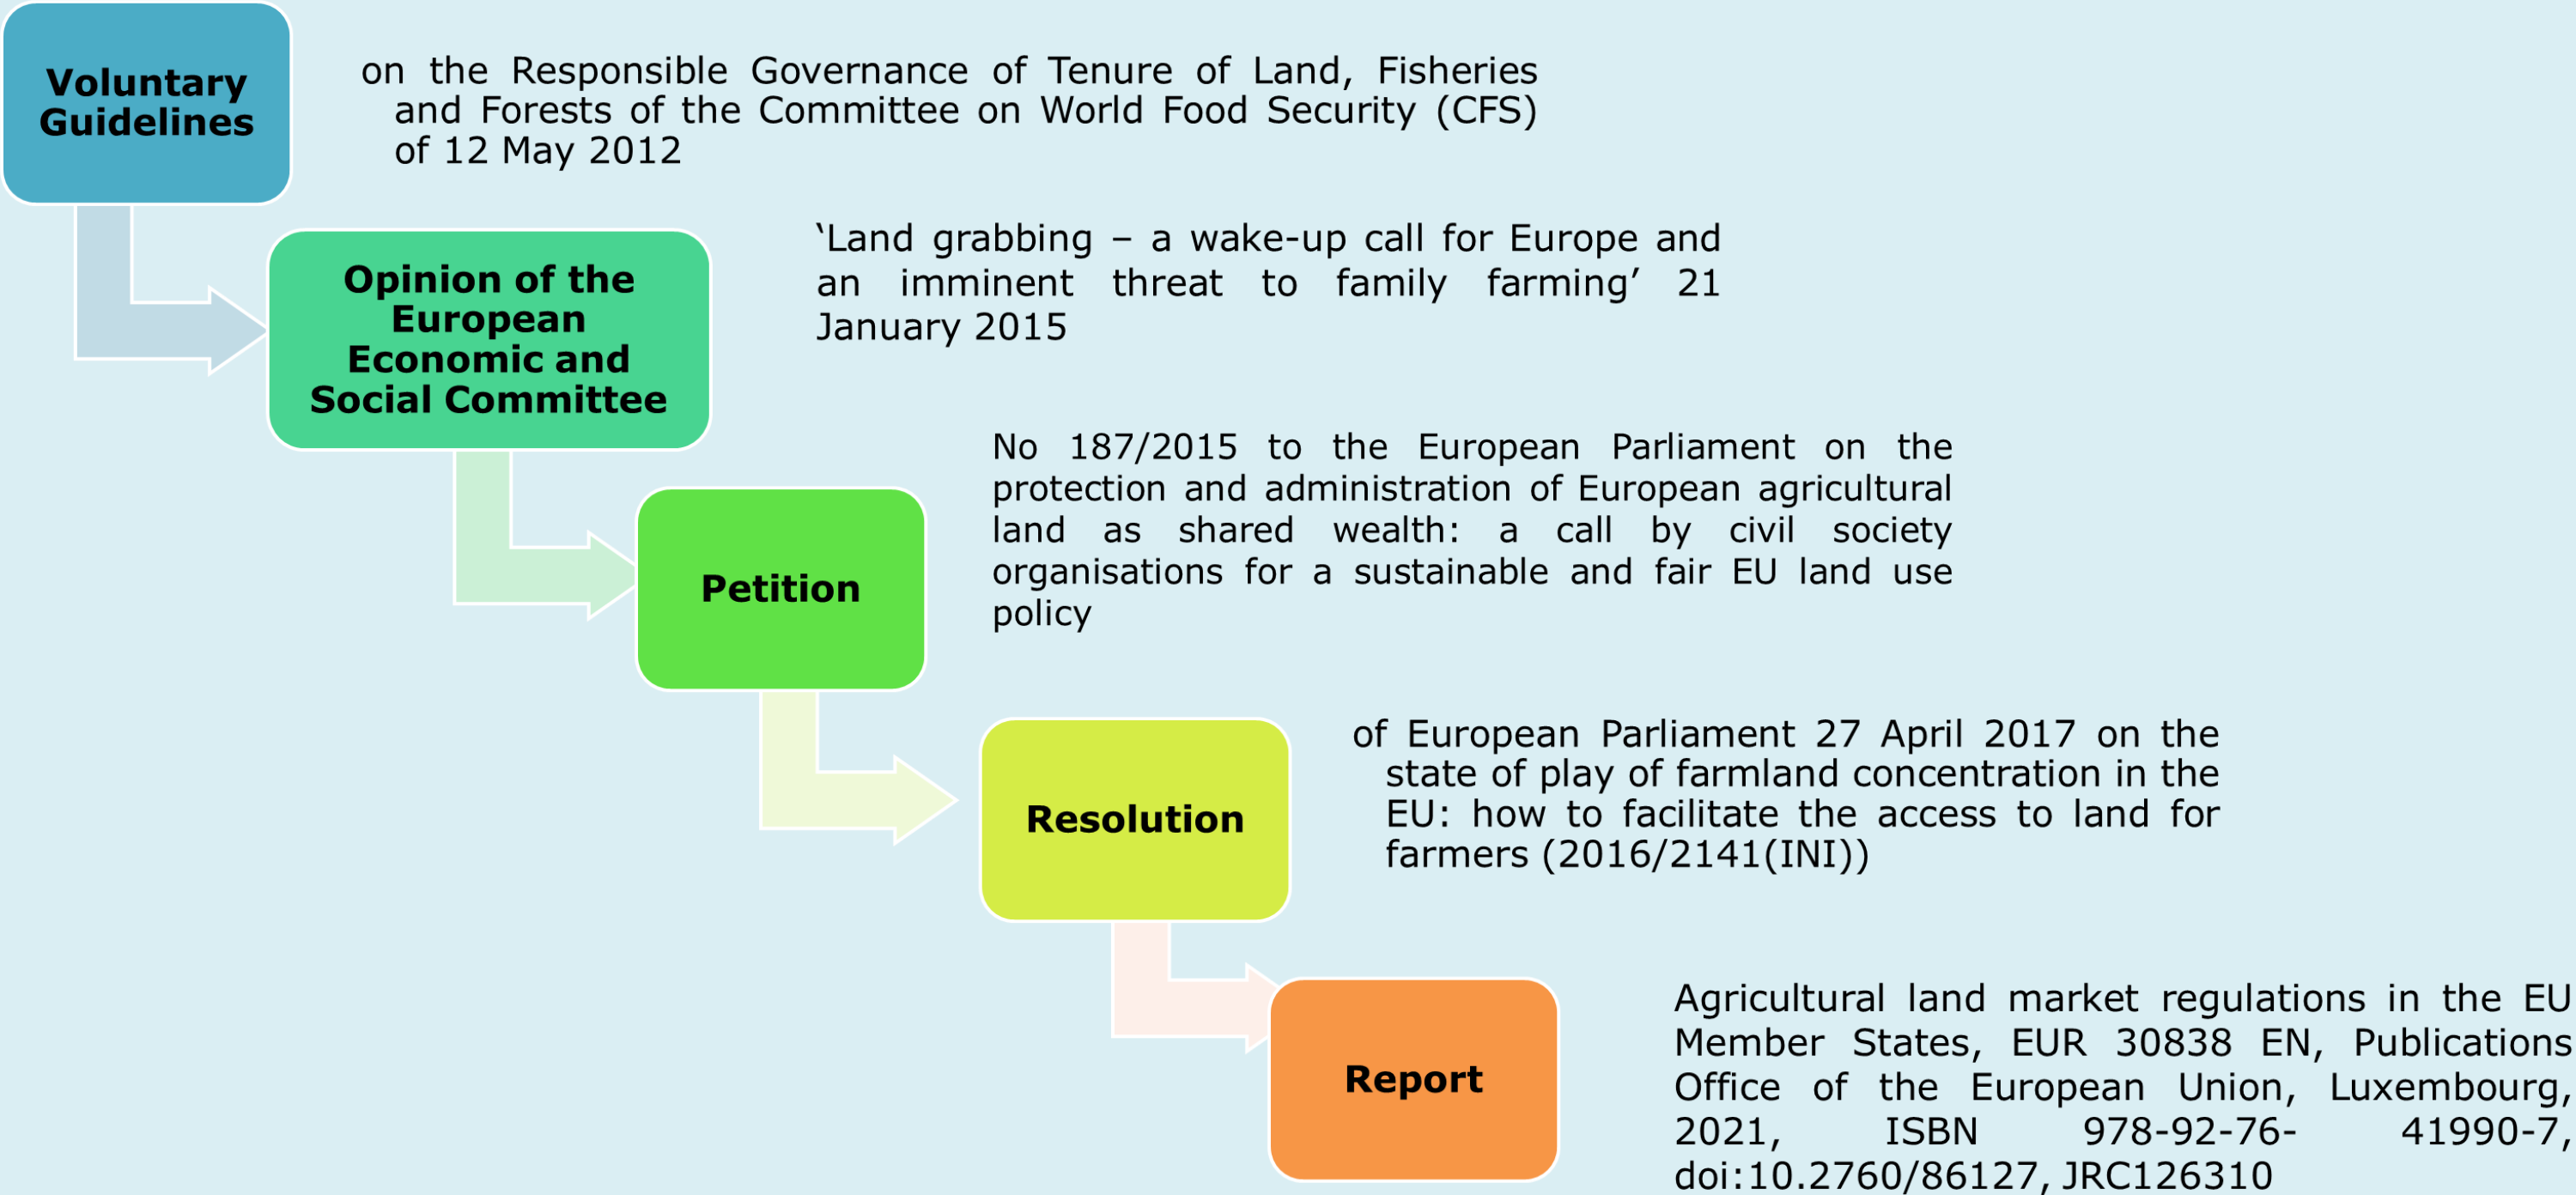 Voluntary
Guidelines
on the Responsible Governance of Tenure of Land, Fisheries
and Forests of the Committee on World Food Security (CFS)
of 12 May 2012
Opinion of the
European
Economic and
Social Committee
‘Land grabbing – a wake-up call for Europe and
an imminent threat to family farming’ 21
January 2015
Petition
No 187/2015 to the European Parliament on the
protection and administration of European agricultural
land as shared wealth: a call by civil society
organisations for a sustainable and fair EU land use
policy
Resolution
of European Parliament 27 April 2017 on the
state of play of farmland concentration in the
EU: how to facilitate the access to land for
farmers (2016/2141(INI))
Report
Agricultural land market regulations in the EU
Member States, EUR 30838 EN, Publications
Office of the European Union, Luxembourg,
2021, ISBN 978-92-76- 41990-7,
doi:10.2760/86127, JRC126310